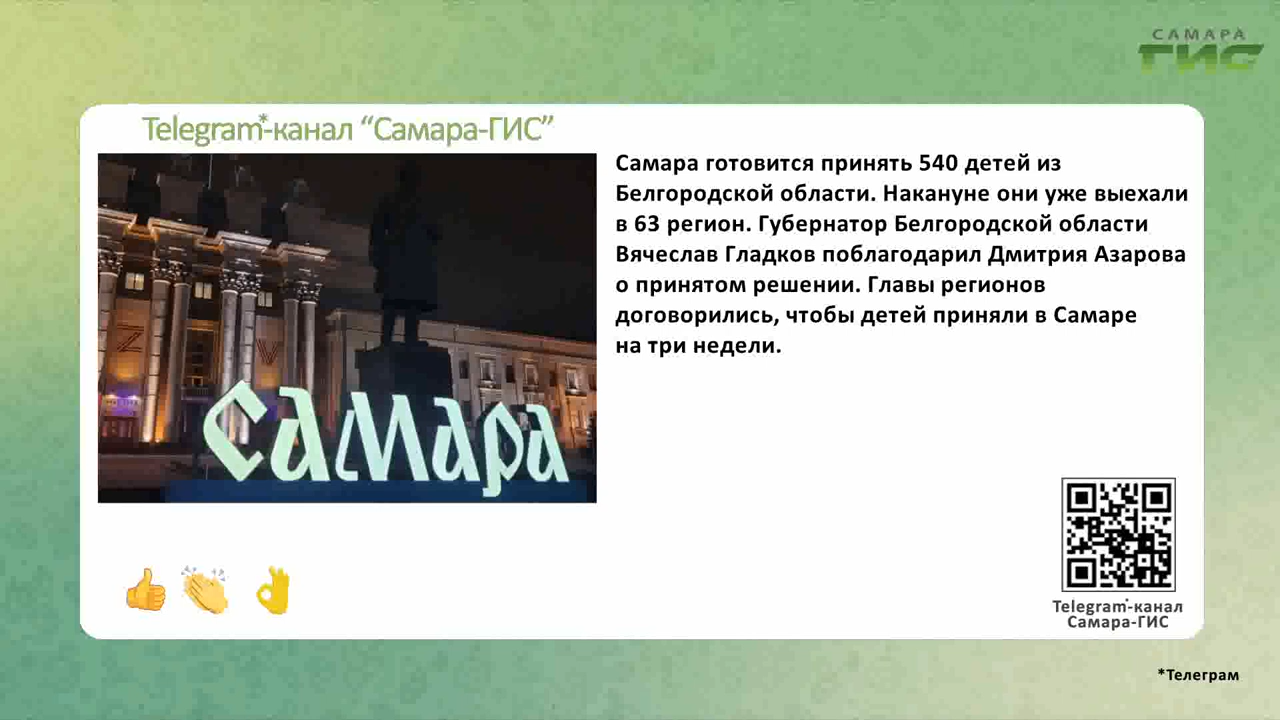 САМАРА
ГИС
Telegram*-канал “Самара-ГИС”
Самара готовится принять 540 детей из
Белгородской области. Накануне они уже выехали
в 63 регион. Губернатор Белгородской области
Вячеслав Гладков поблагодарил Дмитрия Азарова
о принятом решении. Главы регионов
договорились, чтобы детей приняли в Самаре
на три недели.
Z V
Самара
Telegram*-канал
Самара-ГИС
*Телеграм